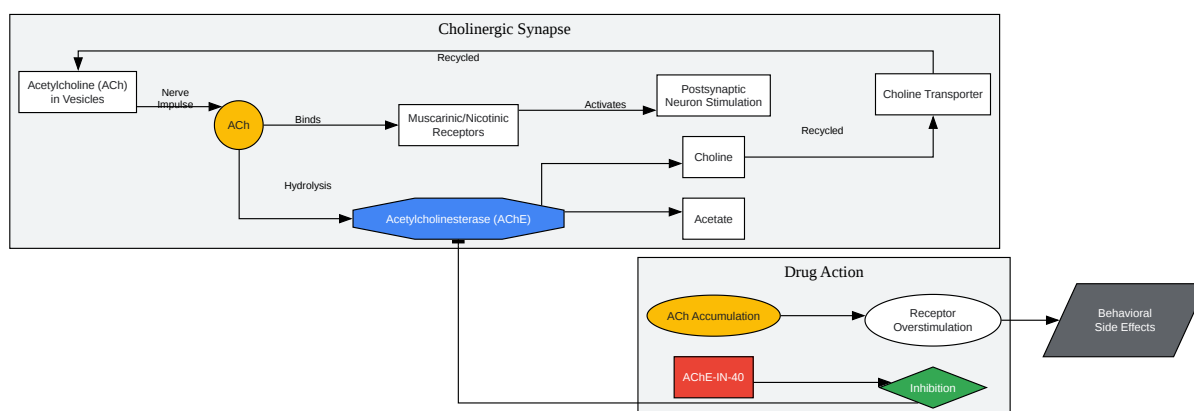 Cholinergic Synapse
Recycled
Acetylcholine (ACh)
in Vesicles
Nerve
Impulse
ACh
Binds
Muscarinic/Nicotinic
Receptors
Activates
Postsynaptic
Neuron Stimulation
Choline Transporter
Recycled
Choline
Hydrolysis
Acetylcholinesterase (AChE)
Acetate
Drug Action
ACh Accumulation
Receptor
Overstimulation
Behavioral
Side Effects
AChE-IN-40
Inhibition